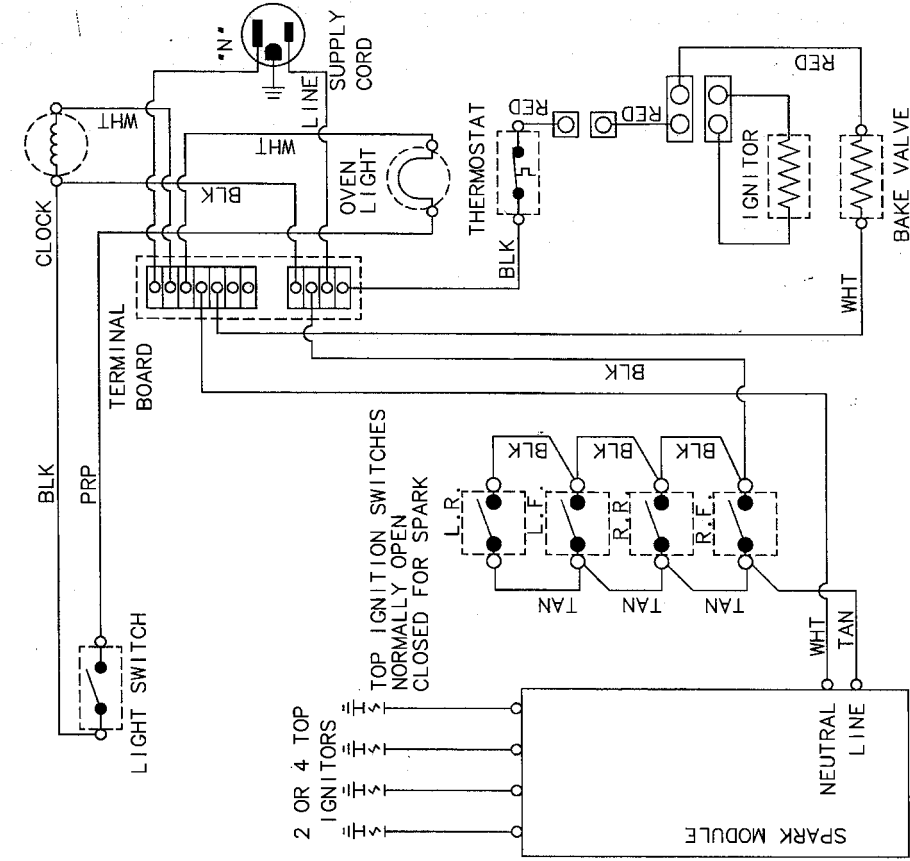 "N"
SUPPLY
CORD
LINE
WHT
WHT
BLK
CLOCK
OVEN
LIGHT
THERMOSTAT
RED
RED
RED
IGNITOR
BAKE VALVE
BLK
WHT
TERMINAL
BOARD
BLK
BLK
PRP
TOP IGNITION SWITCHES
NORMALLY OPEN
CLOSED FOR SPARK
BLK
BLK
BLK
L.R.
L.F.
R.R.
R.F.
TAN
TAN
TAN
WHT
TAN
LIGHT SWITCH
2 OR 4 TOP
IGNITORS
NEUTRAL
LINE
SPARK MODULE